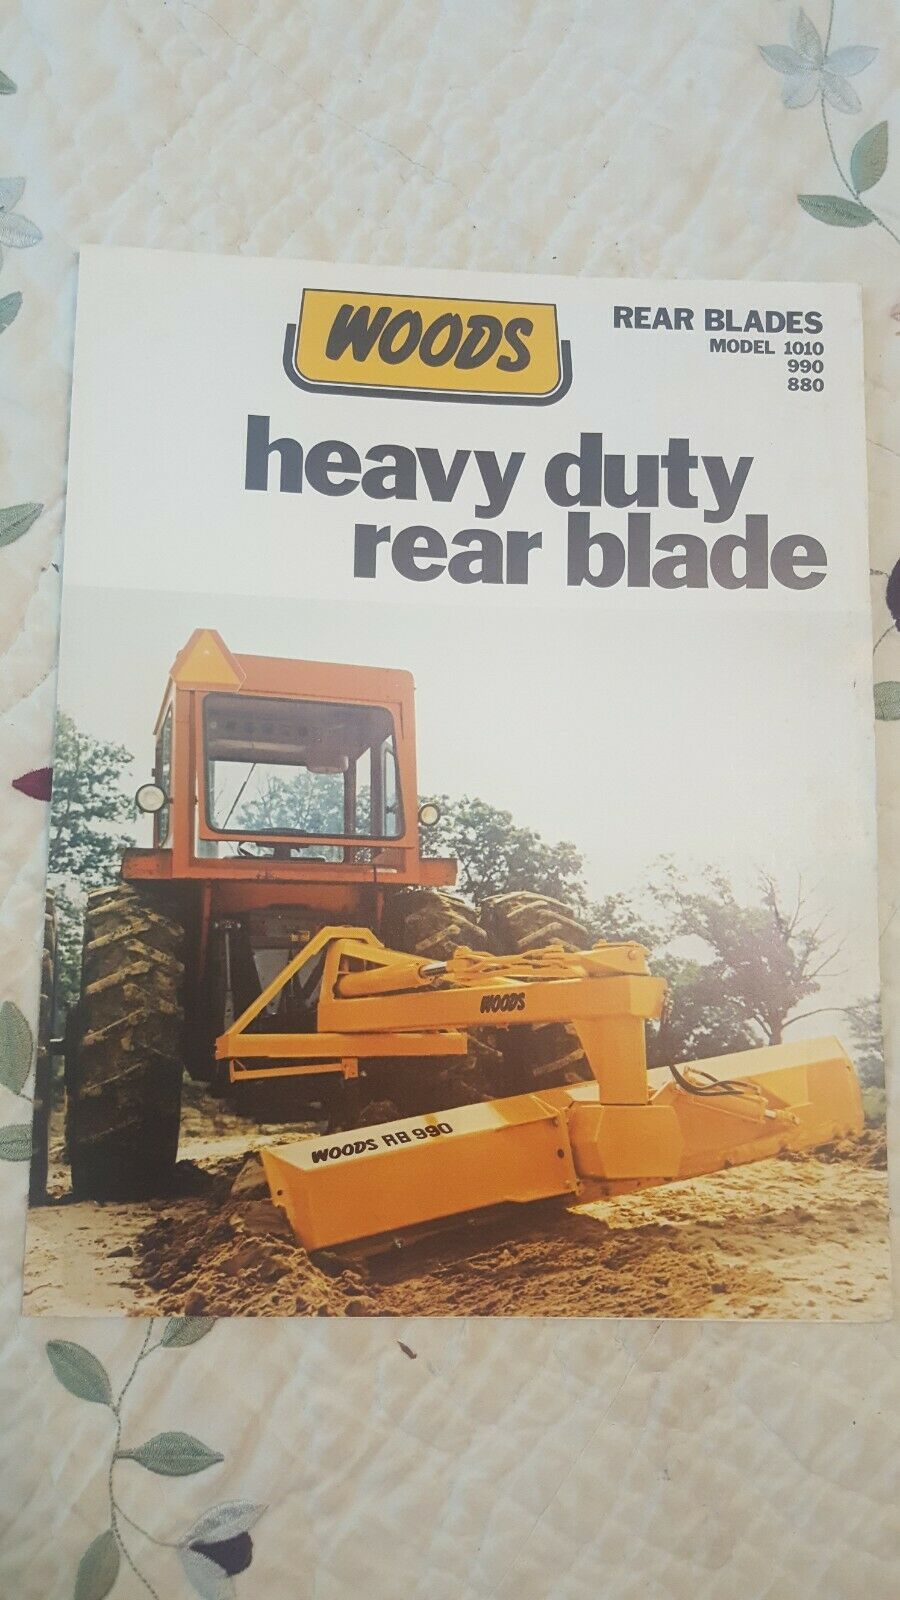 WOODS
REAR BLADES
MODEL 1010
990
880
heavy duty
rear blade
WOODS
WOODS RB 990